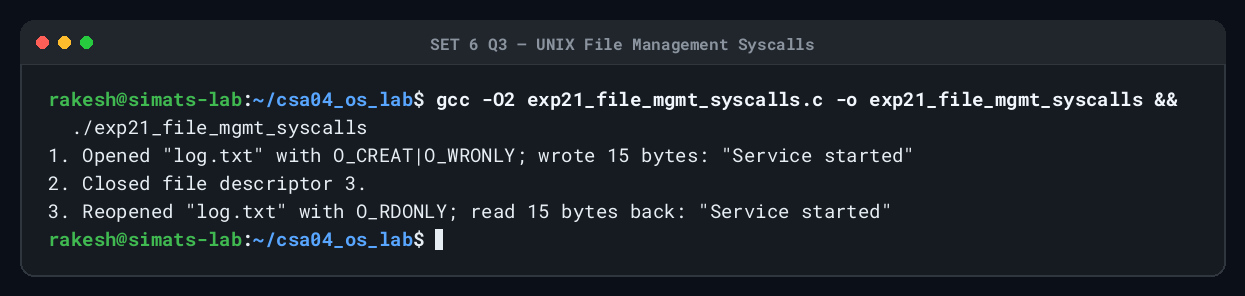 SET 6 Q3 — UNIX File Management Syscalls
rakesh@simats-lab:~/csa04_os_lab$ gcc -O2 exp21_file_mgmt_syscalls.c -o exp21_file_mgmt_syscalls &&
./exp21_file_mgmt_syscalls
1. Opened "log.txt" with O_CREAT|O_WRONLY; wrote 15 bytes: "Service started"
2. Closed file descriptor 3.
3. Reopened "log.txt" with O_RDONLY; read 15 bytes back: "Service started"
rakesh@simats-lab:~/csa04_os_lab$